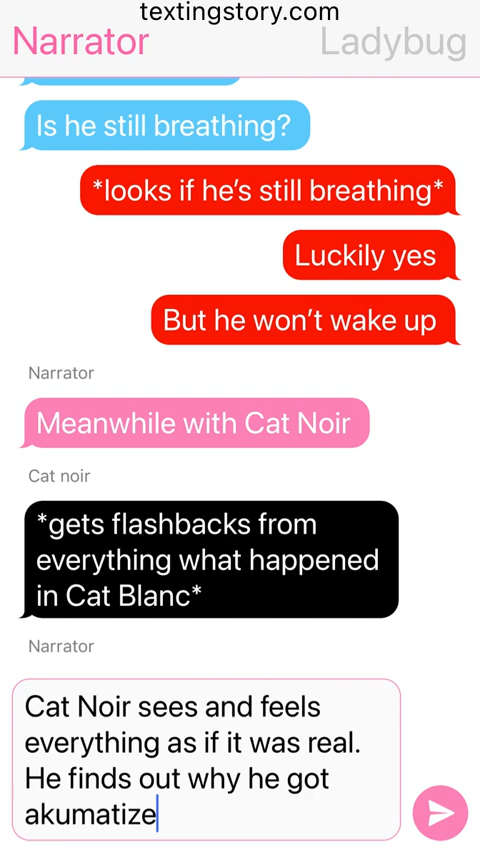 textingstory.com
Narrator Ladybug
Is he still breathing?
*looks if he’s still breathing*
Luckily yes
But he won’t wake up
Narrator
Meanwhile with Cat Noir
Cat noir
*gets flashbacks from
everything what happened
in Cat Blanc*
Narrator
Cat Noir sees and feels
everything as if it was real.
He finds out why he got
akumatize